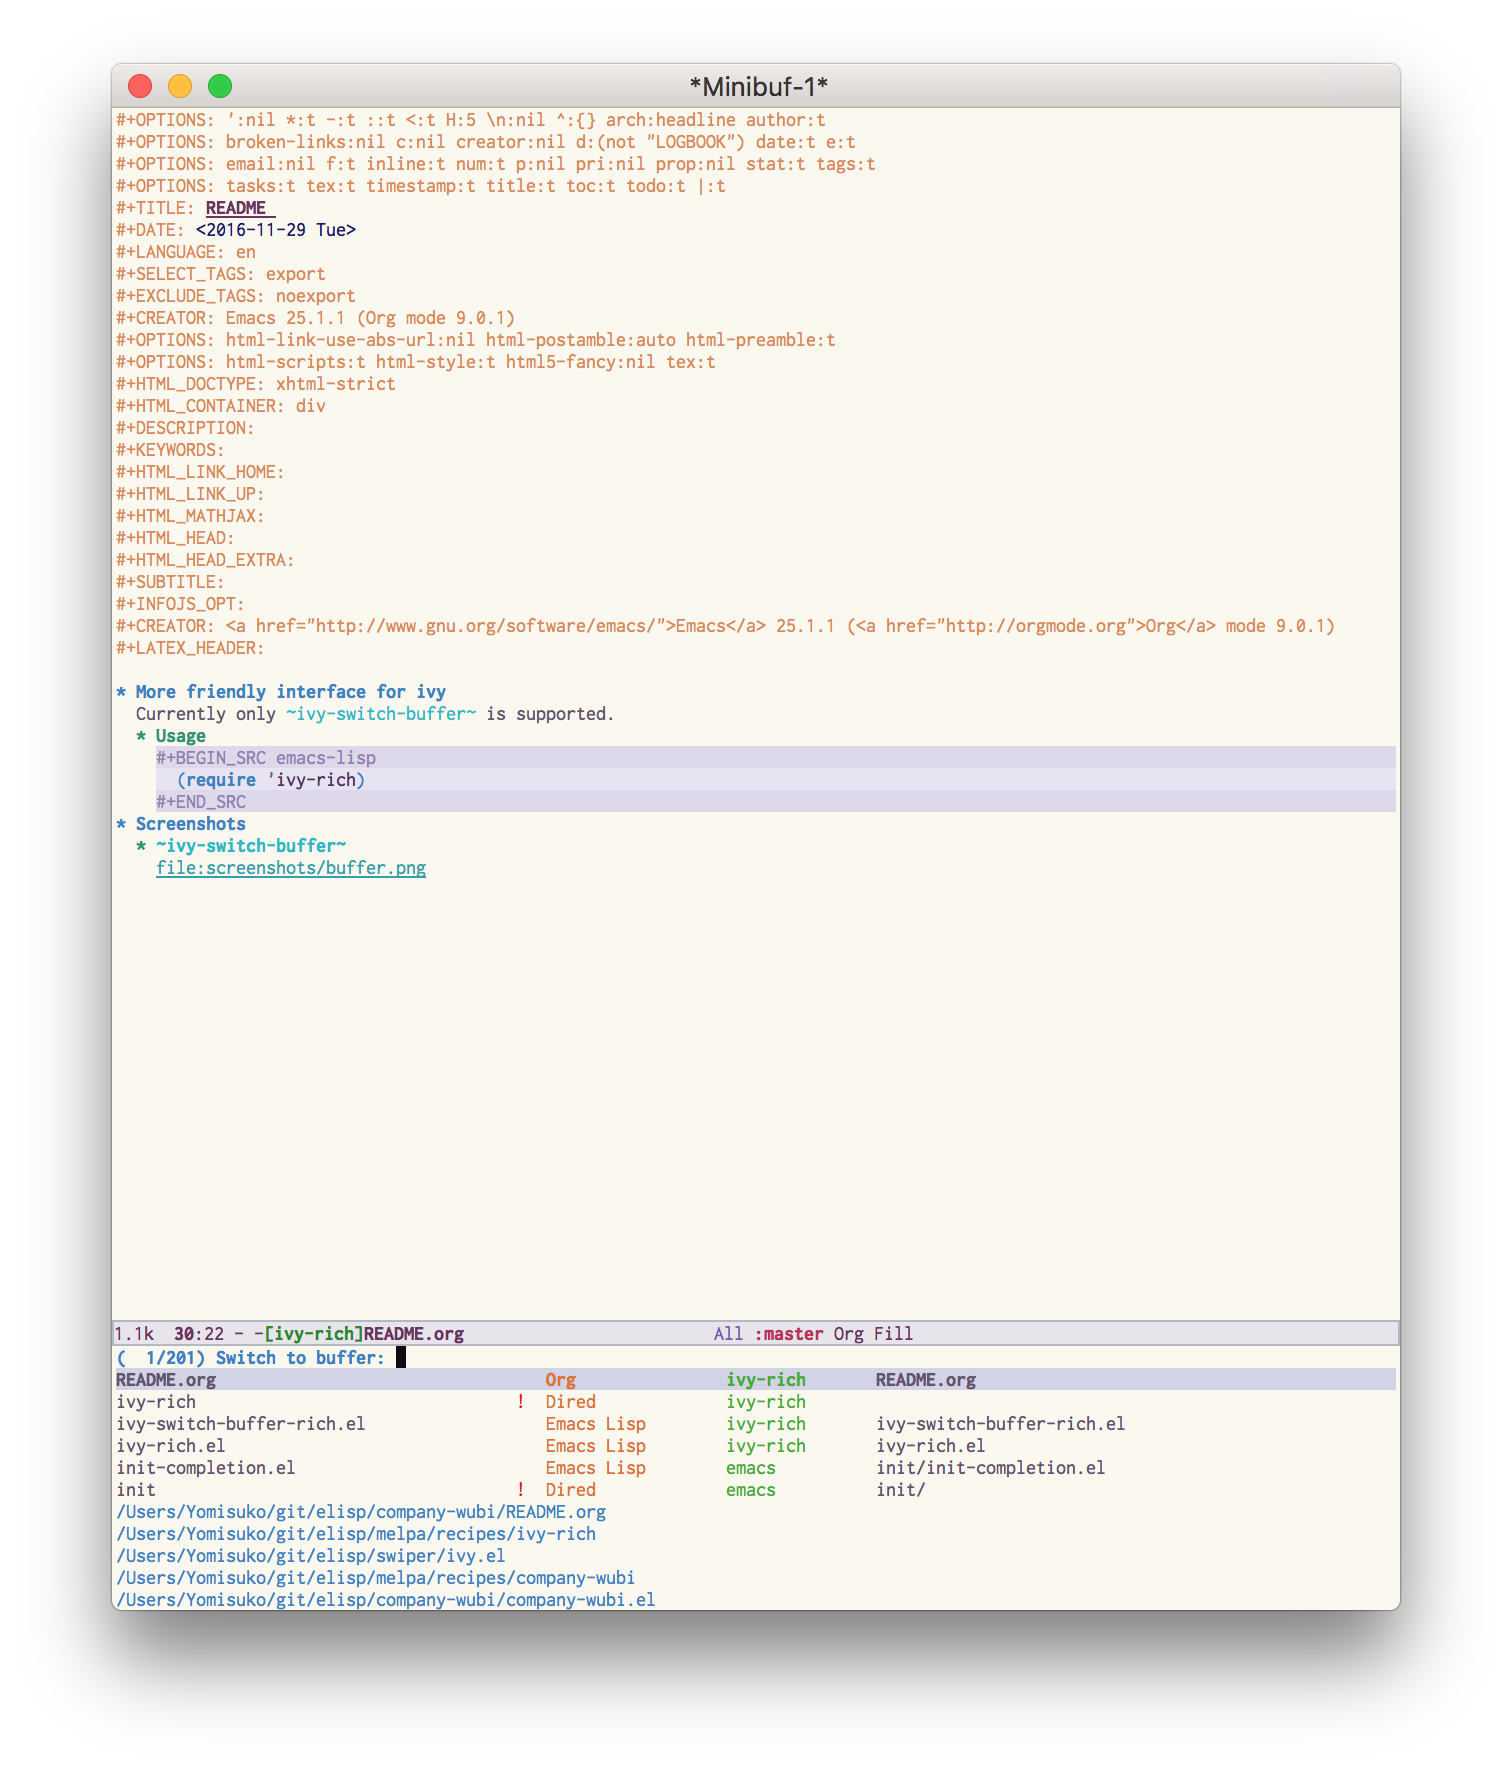 *Minibuf-1*
#+OPTIONS: ':nil *:t -:t ::t <:t H:5 \n:nil ^:{} arch:headline author:t
#+OPTIONS: broken-links:nil c:nil creator:nil d:(not "LOGBOOK") date:t e:t
#+OPTIONS: email:nil f:t inline:t num:t p:nil pri:nil prop:nil stat:t tags:t
#+OPTIONS: tasks:t tex:t timestamp:t title:t toc:t todo:t |:t
#+TITLE: README
#+DATE: <2016-11-29 Tue>
#+LANGUAGE: en
#+SELECT_TAGS: export
#+EXCLUDE_TAGS: noexport
#+CREATOR: Emacs 25.1.1 (Org mode 9.0.1)
#+OPTIONS: html-link-use-abs-url:nil html-postamble:auto html-preamble:t
#+OPTIONS: html-scripts:t html-style:t html5-fancy:nil tex:t
#+HTML_DOCTYPE: xhtml-strict
#+HTML_CONTAINER: div
#+DESCRIPTION:
#+KEYWORDS:
#+HTML_LINK_HOME:
#+HTML_LINK_UP:
#+HTML_MATHJAX:
#+HTML_HEAD:
#+HTML_HEAD_EXTRA:
#+SUBTITLE:
#+INFOJS_OPT:
#+CREATOR: <a href="http://www.gnu.org/software/emacs/">Emacs</a> 25.1.1 (<a href="http://orgmode.org">Org</a> mode 9.0.1)
#+LATEX_HEADER:
* More friendly interface for ivy
Currently only ~ivy-switch-buffer~ is supported.
* Usage
#+BEGIN_SRC emacs-lisp
(require 'ivy-rich)
#+END_SRC
* Screenshots
* ~ivy-switch-buffer~
file:screenshots/buffer.png
1.1k 30:22 - -[ivy-rich]README.org All :master Org Fill
( 1/201) Switch to buffer:
README.org Org ivy-rich README.org
ivy-rich ! Dired ivy-rich
ivy-switch-buffer-rich.el Emacs Lisp ivy-rich ivy-switch-buffer-rich.el
ivy-rich.el Emacs Lisp ivy-rich ivy-rich.el
init-completion.el Emacs Lisp emacs init/init-completion.el
init ! Dired emacs init/
/Users/Yomisuko/git/elisp/company-wubi/README.org
/Users/Yomisuko/git/elisp/melpa/recipes/ivy-rich
/Users/Yomisuko/git/elisp/swiper/ivy.el
/Users/Yomisuko/git/elisp/melpa/recipes/company-wubi
/Users/Yomisuko/git/elisp/company-wubi/company-wubi.el